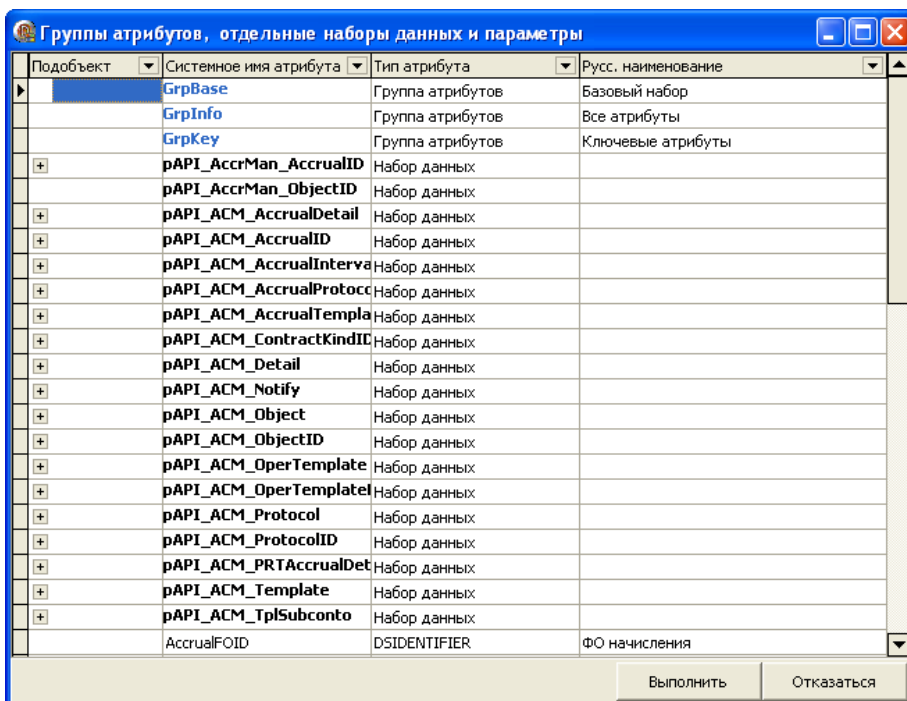 Группы атрибутов, отдельные наборы данных и параметры
Подобъект Системное имя атрибута Тип атрибута Русс. наименование
GrpBase Группа атрибутов Базовый набор
GrpInfo Группа атрибутов Все атрибуты
GrpKey Группа атрибутов Ключевые атрибуты
pAPI_AccrMan_AccrualID Набор данных
pAPI_AccrMan_ObjectID Набор данных
pAPI_ACM_AccrualDetail Набор данных
pAPI_ACM_AccrualID Набор данных
pAPI_ACM_AccrualInterva Набор данных
pAPI_ACM_AccrualProtoco Набор данных
pAPI_ACM_AccrualTempla Набор данных
pAPI_ACM_ContractKindID Набор данных
pAPI_ACM_Detail Набор данных
pAPI_ACM_Notify Набор данных
pAPI_ACM_Object Набор данных
pAPI_ACM_ObjectID Набор данных
pAPI_ACM_OperTemplate Набор данных
pAPI_ACM_OperTemplateI Набор данных
pAPI_ACM_Protocol Набор данных
pAPI_ACM_ProtocolID Набор данных
pAPI_ACM_PRTAccrualDet Набор данных
pAPI_ACM_Template Набор данных
pAPI_ACM_TplSubconto Набор данных
AccrualFOID DSIDENTIFIER ФО начисления
Выполнить Отказаться